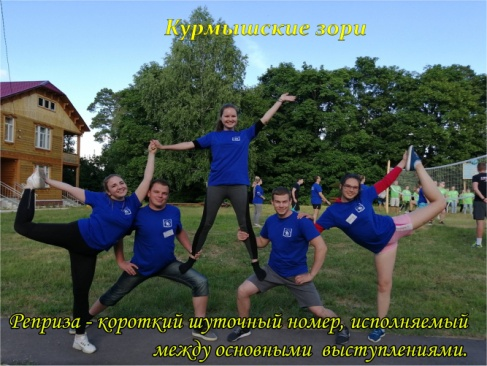 Курмышские зори
Реприза - короткий шуточный номер, исполняемый
между основными выступлениями.